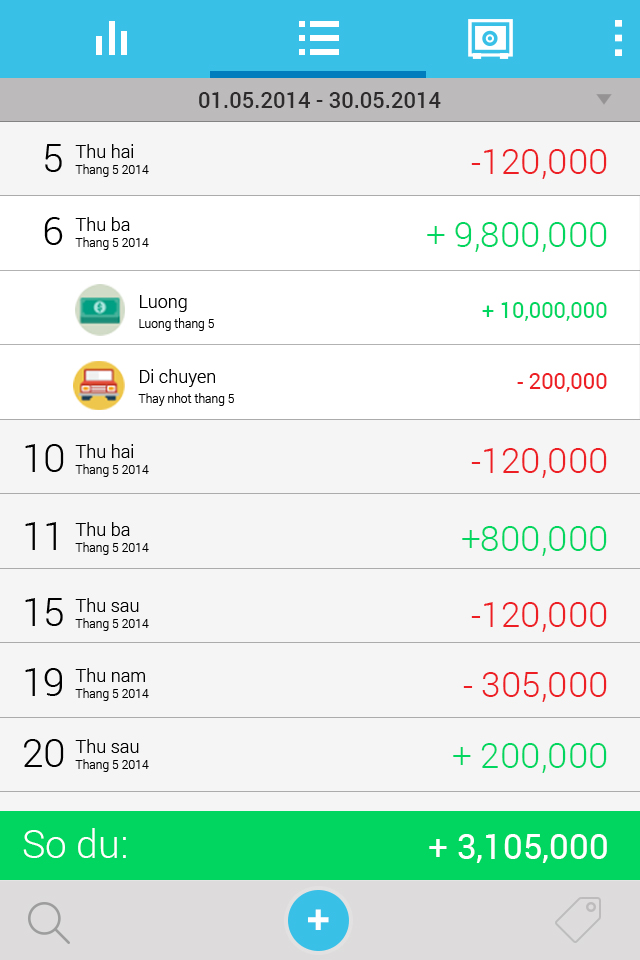 01.05.2014 - 30.05.2014
5 Thu hai -120,000
Thang 5 2014
6 Thu ba + 9,800,000
Thang 5 2014
Luong + 10,000,000
Luong thang 5
Di chuyen - 200,000
Thay nhot thang 5
10 Thu hai -120,000
Thang 5 2014
11 Thu ba +800,000
Thang 5 2014
15 Thu sau -120,000
Thang 5 2014
19 Thu nam - 305,000
Thang 5 2014
20 Thu sau + 200,000
Thang 5 2014
So du: + 3,105,000